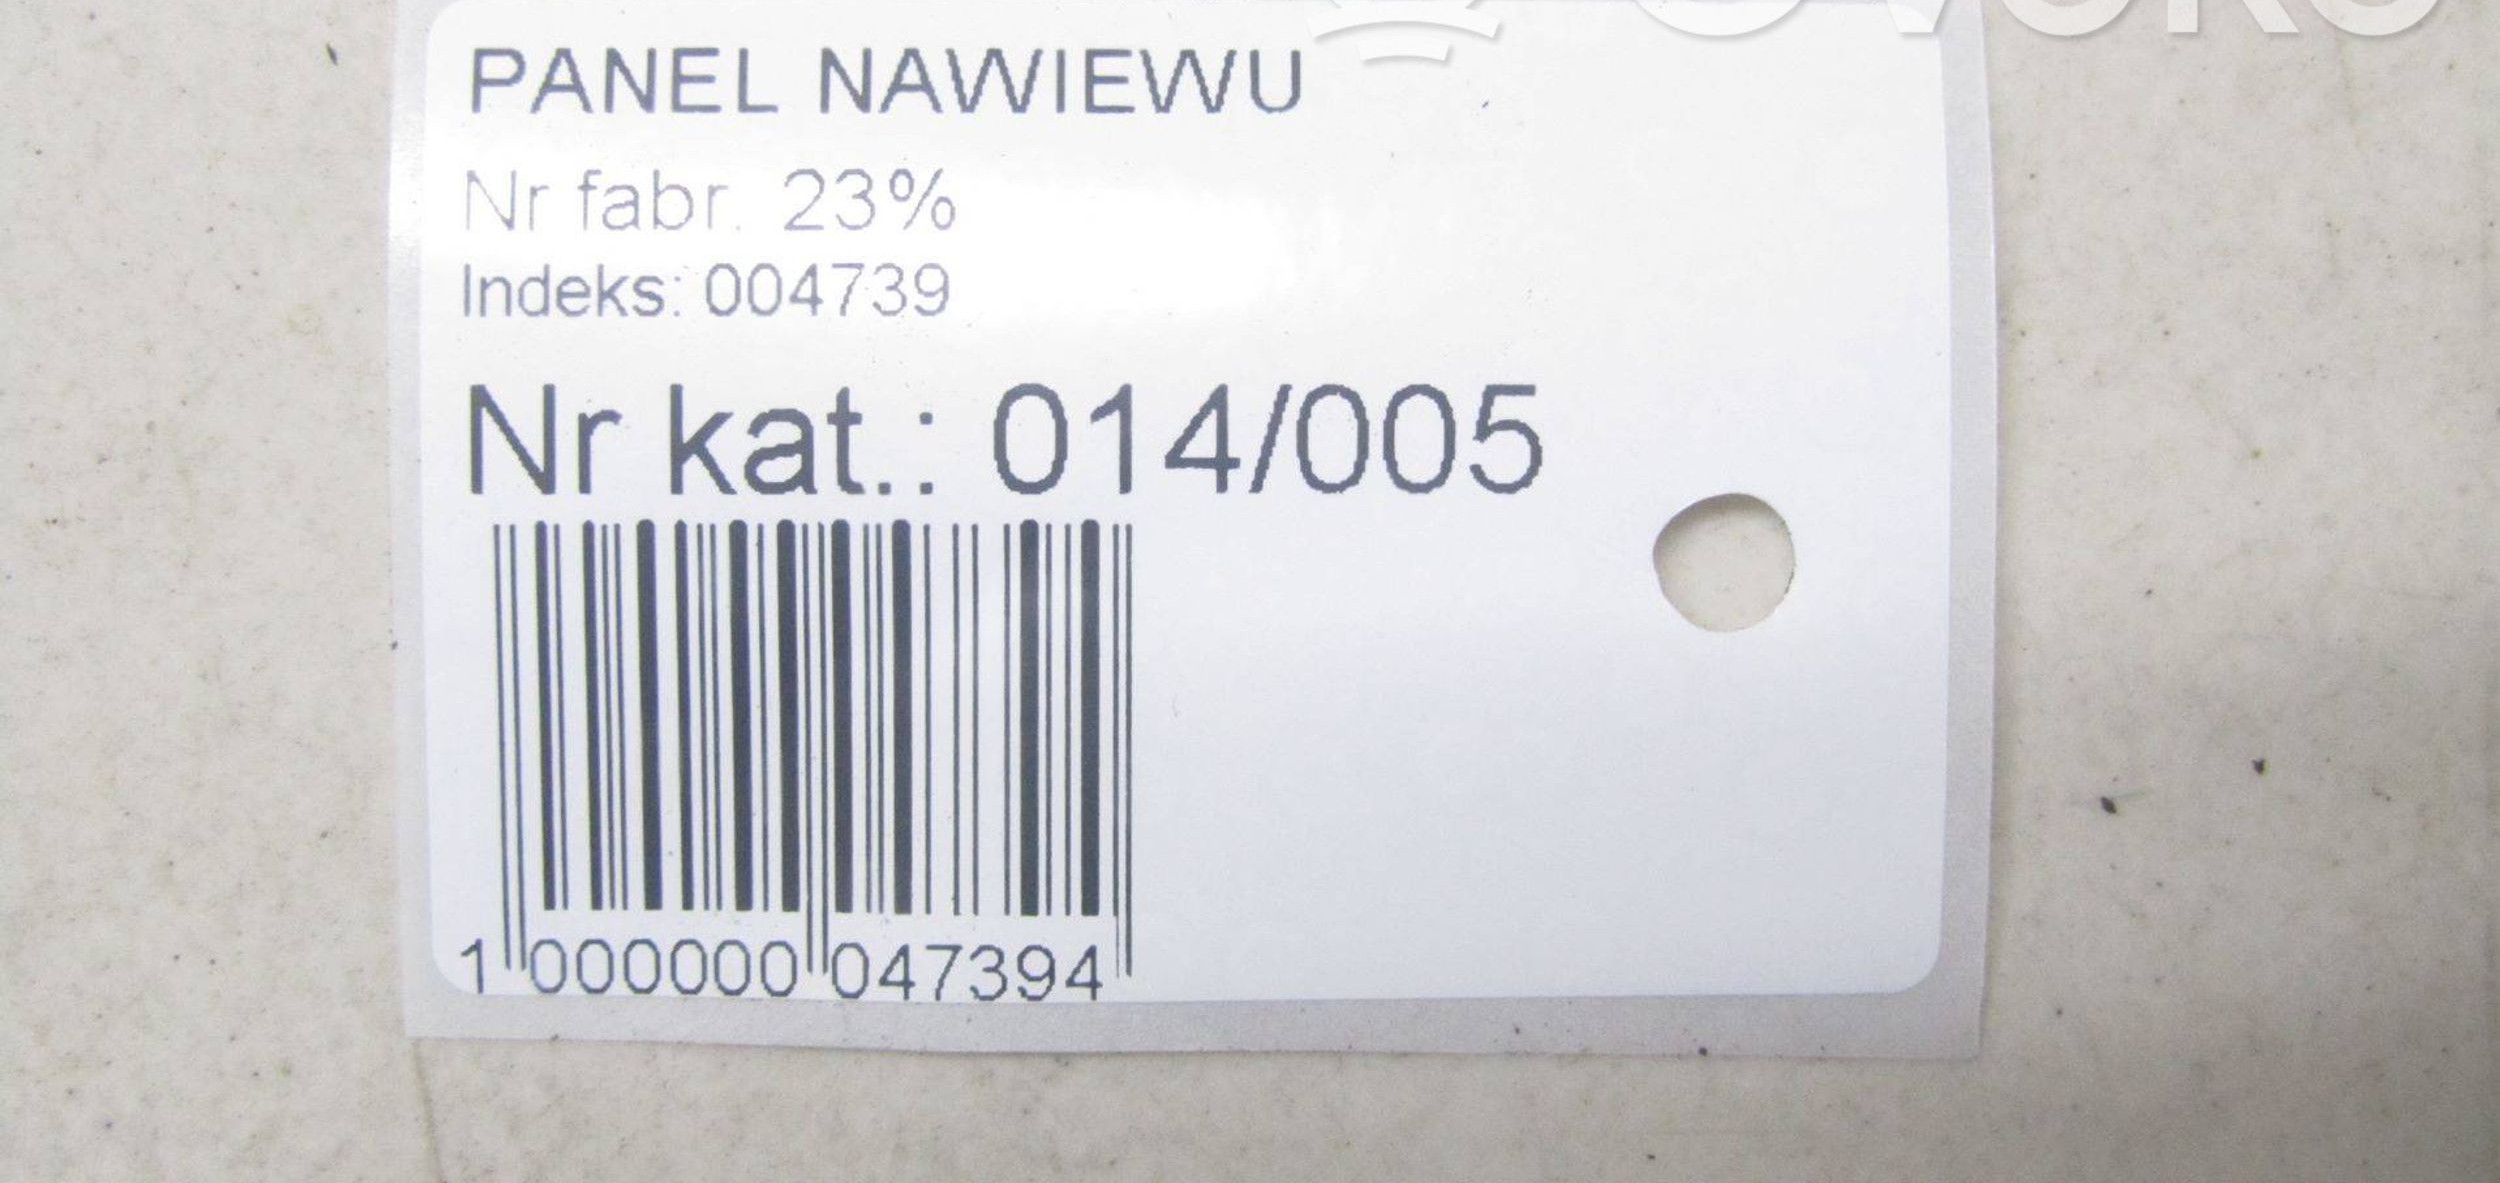 PANEL NAWIEWU
Nr fabr. 23%
Indeks: 004739
Nr kat.: 014/005
1 000000 047394